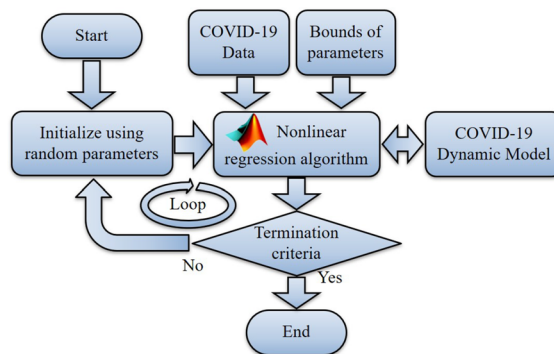 Start
COVID-19
Data
Bounds of
parameters
Initialize using
random parameters
Nonlinear
regression algorithm
COVID-19
Dynamic Model
Loop
Termination
criteria
No
Yes
End